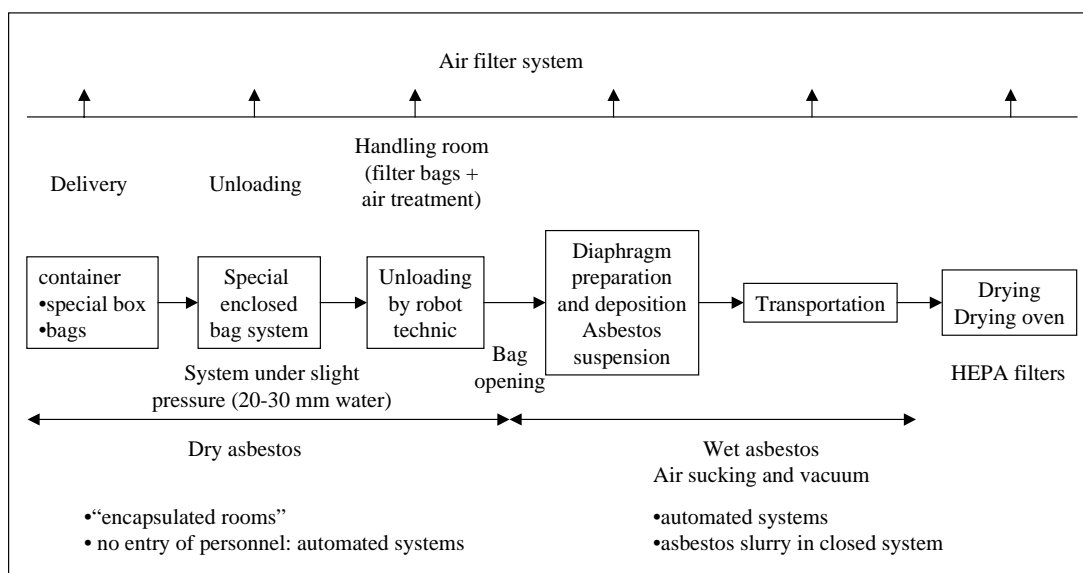 Air filter system
Delivery
Unloading
Handling room
(filter bags +
air treatment)
container
•special box
•bags
Special
enclosed
bag system
Unloading
by robot
technic
Diaphragm
preparation
and deposition
Asbestos
suspension
Transportation
Drying
Drying oven
System under slight
pressure (20-30 mm water)
Bag
opening
HEPA filters
Dry asbestos
Wet asbestos
Air sucking and vacuum
•“encapsulated rooms”
• no entry of personnel: automated systems
•automated systems
•asbestos slurry in closed system